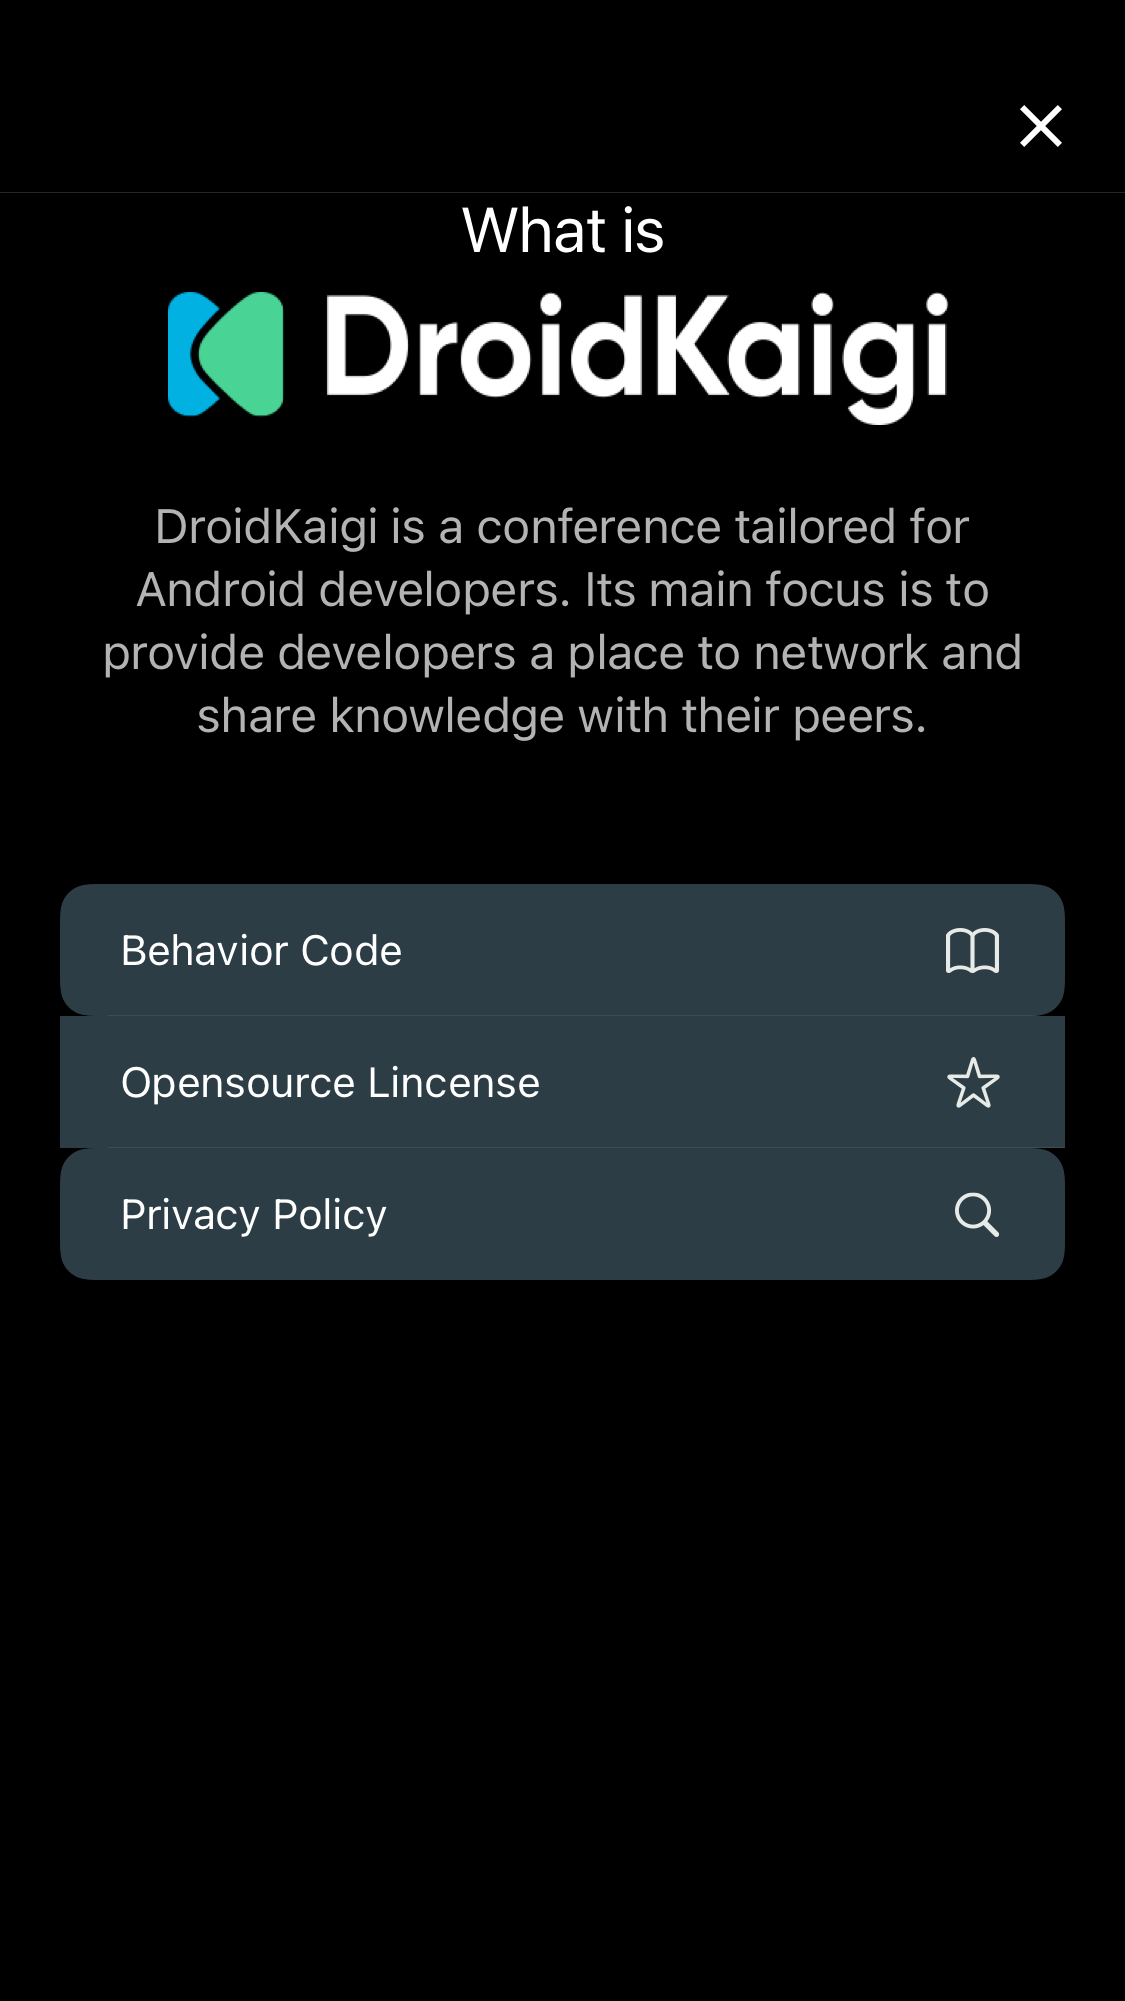 What is
DroidKaigi
DroidKaigi is a conference tailored for
Android developers. Its main focus is to
provide developers a place to network and
share knowledge with their peers.
Behavior Code
Opensource Lincense
Privacy Policy